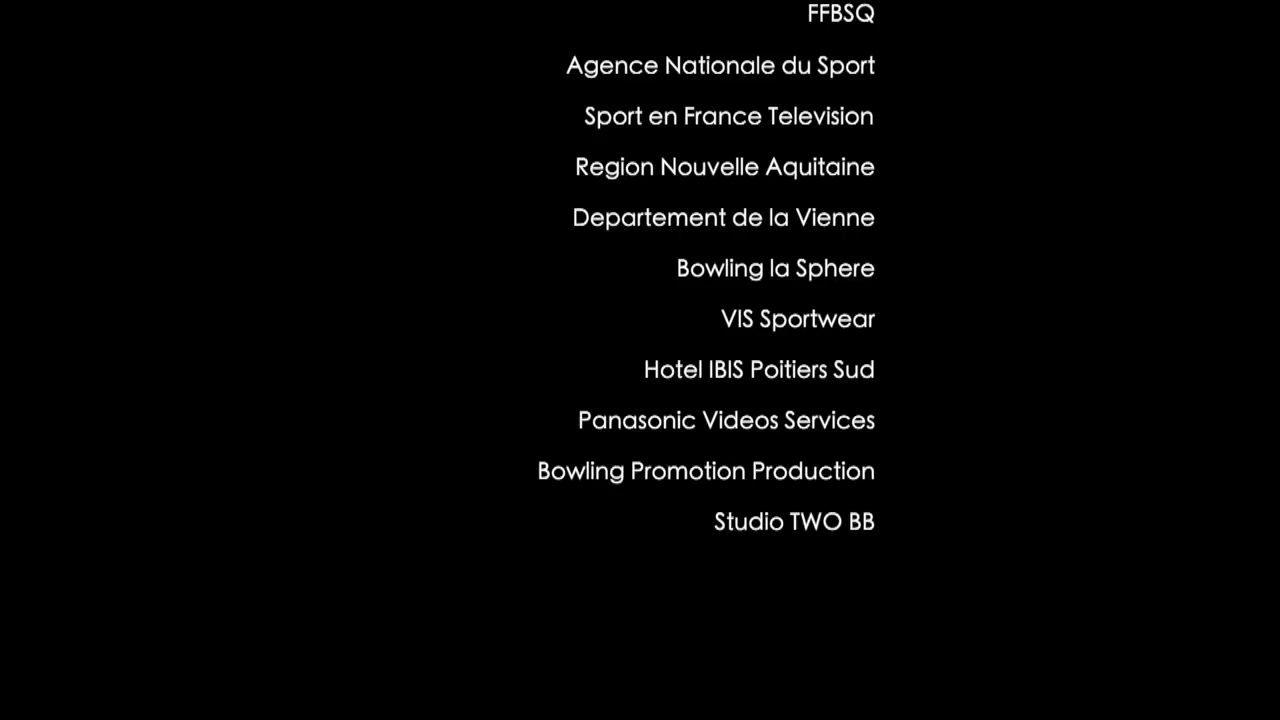 FFBSQ
Agence Nationale du Sport
Sport en France Television
Region Nouvelle Aquitaine
Departement de la Vienne
Bowling la Sphere
VIS Sportwear
Hotel IBIS Poitiers Sud
Panasonic Videos Services
Bowling Promotion Production
Studio TWO BB